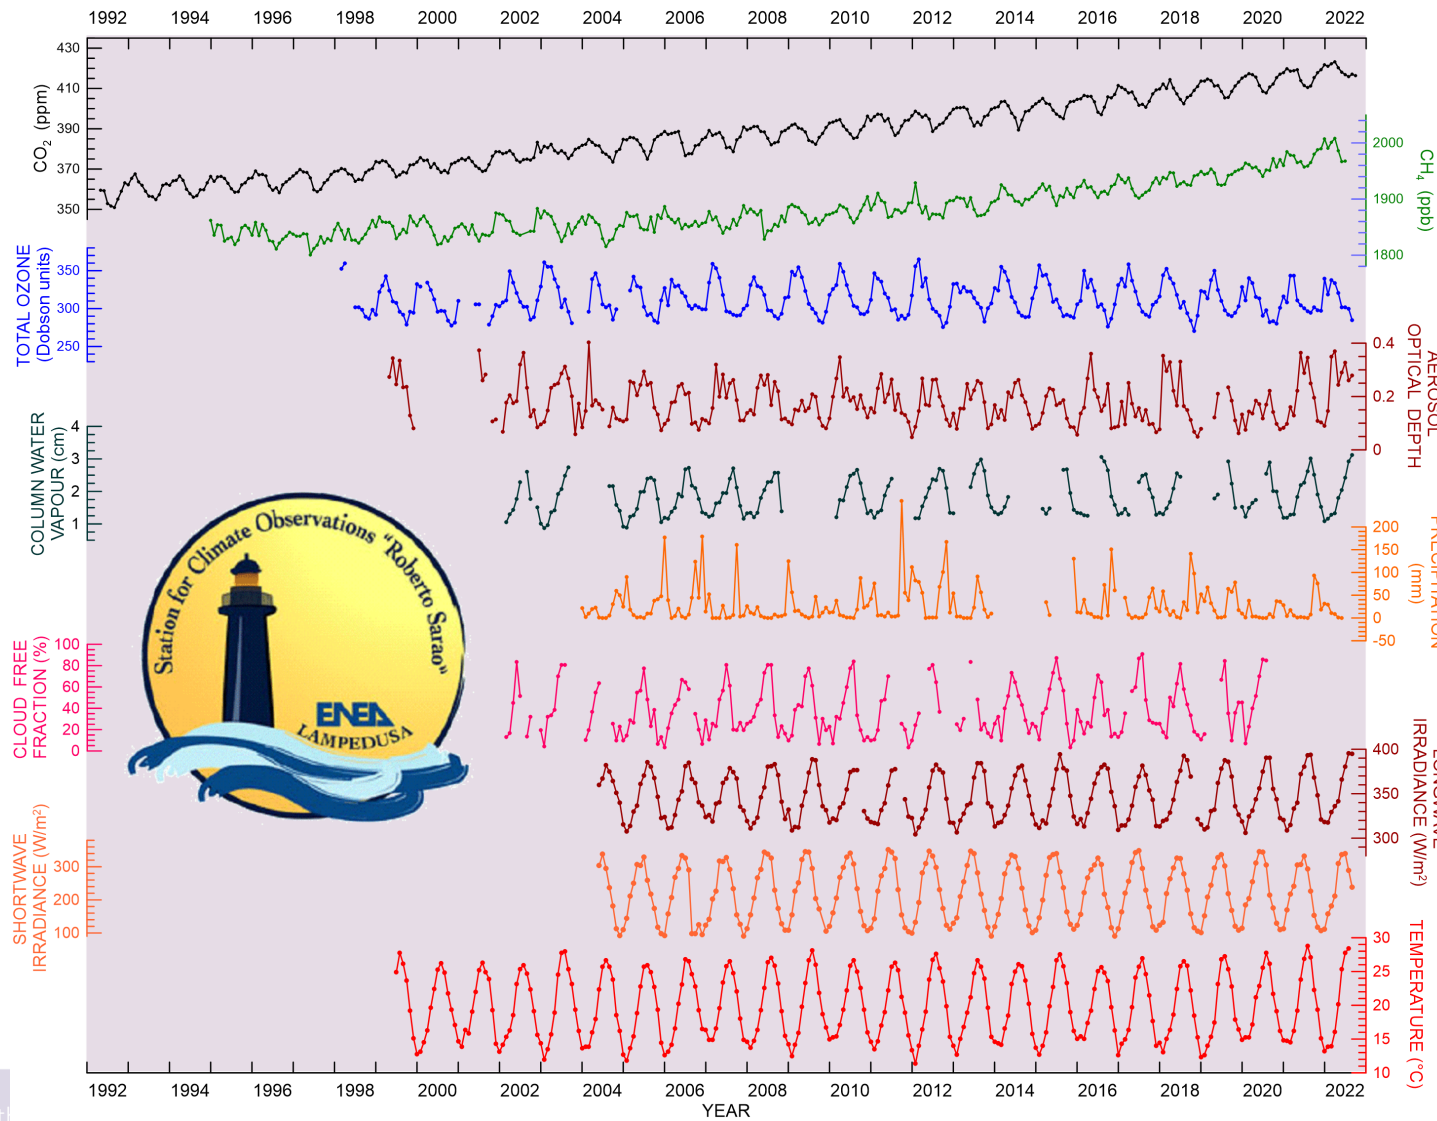 1992 1994 1996 1998 2000 2002 2004 2006 2008 2010 2012 2014 2016 2018 2020 2022
CO2 (ppm)
430
410
390
370
350
CH4 (ppb)
2000
1900
1800
TOTAL OZONE
(Dobson units)
350
300
250
AEROSOL
OPTICAL DEPTH
0.4
0.2
0
COLUMN WATER
VAPOUR (cm)
4
3
2
1
PRECIPITATION
(mm)
200
150
100
50
0
-50
Station for Climate Observations "Roberto Sarao"
ENEA
LAMPEDUSA
CLOUD FREE
FRACTION (%)
100
80
60
40
20
0
LONGWAVE
IRRADIANCE (W/m²)
400
350
300
SHORTWAVE
IRRADIANCE (W/m²)
300
200
100
TEMPERATURE (°C)
30
25
20
15
10
1992 1994 1996 1998 2000 2002 2004 2006 2008 2010 2012 2014 2016 2018 2020 2022
YEAR